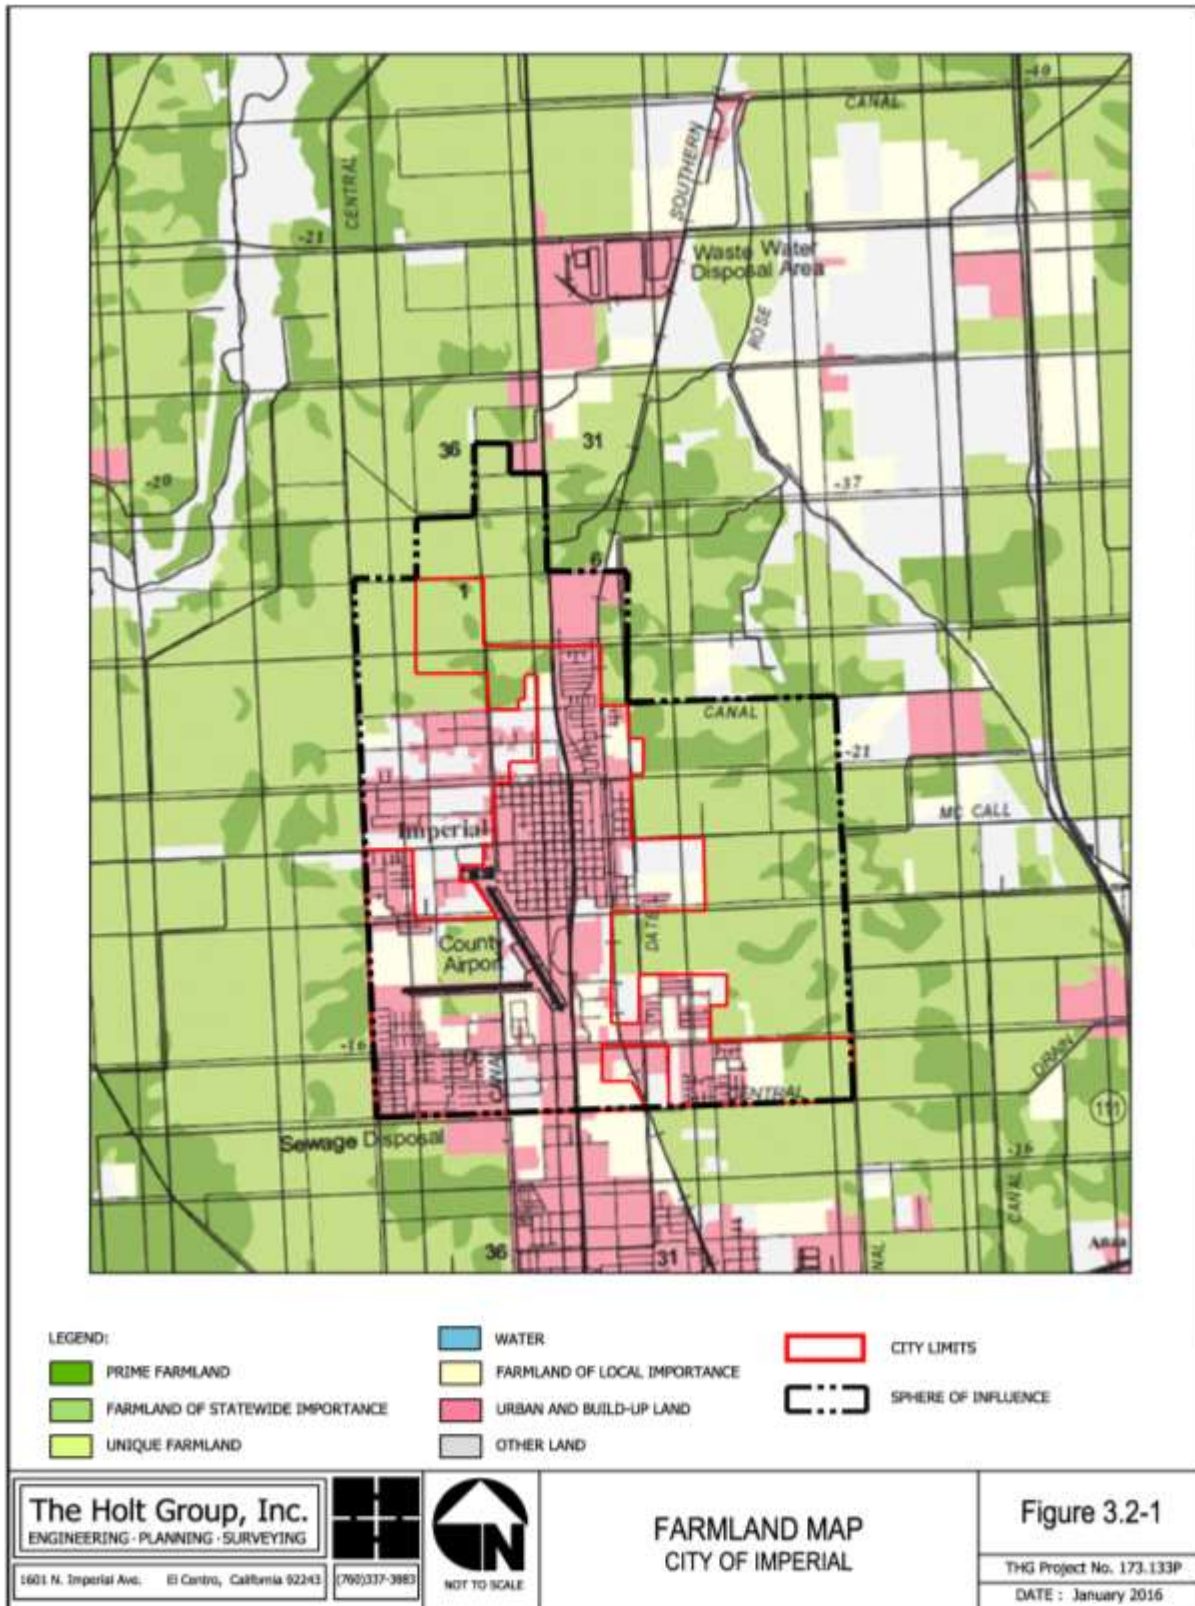 -40
CANAL
SOUTHERN
CENTRAL
-21
Waste Water
Disposal Area
ROSE
36
31
-20
-37
6
1
CANAL
-21
MC CALL
Imperial
DATE
County
Airport
-16
CANAL
CENTRAL
DRAIN
111
Sewage Disposal
-16
CANAL
36
31
NAL
LEGEND:
PRIME FARMLAND
FARMLAND OF STATEWIDE IMPORTANCE
UNIQUE FARMLAND
WATER
FARMLAND OF LOCAL IMPORTANCE
URBAN AND BUILD-UP LAND
OTHER LAND
CITY LIMITS
SPHERE OF INFLUENCE
The Holt Group, Inc.
ENGINEERING · PLANNING · SURVEYING
1601 N. Imperial Ave. El Centro, California 92243
(760)337-3883
N
NOT TO SCALE
FARMLAND MAP
CITY OF IMPERIAL
Figure 3.2-1
THG Project No. 173.133P
DATE : January 2016